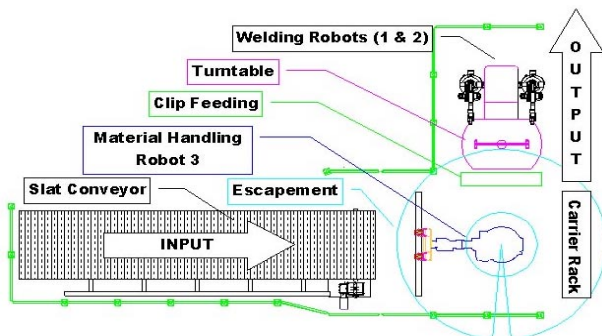 Welding Robots (1 & 2)
Turntable
Clip Feeding
Material Handling
Robot 3
Slat Conveyor
Escapement
INPUT
OUTPUT
Carrier Rack